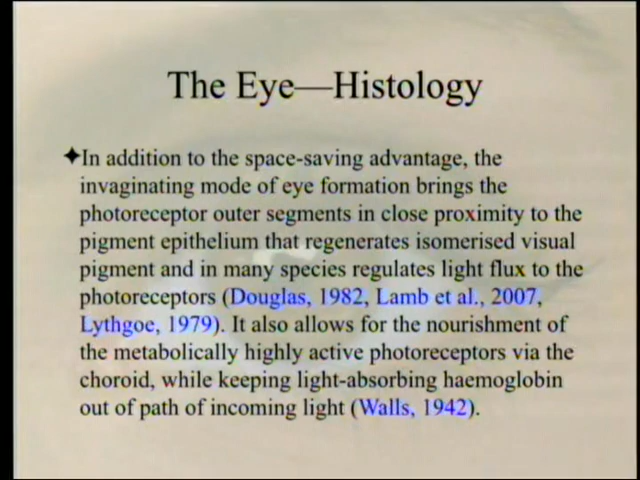 The Eye—Histology
✦In addition to the space-saving advantage, the
invaginating mode of eye formation brings the
photoreceptor outer segments in close proximity to the
pigment epithelium that regenerates isomerised visual
pigment and in many species regulates light flux to the
photoreceptors (Douglas, 1982, Lamb et al., 2007,
Lythgoe, 1979). It also allows for the nourishment of
the metabolically highly active photoreceptors via the
choroid, while keeping light-absorbing haemoglobin
out of path of incoming light (Walls, 1942).